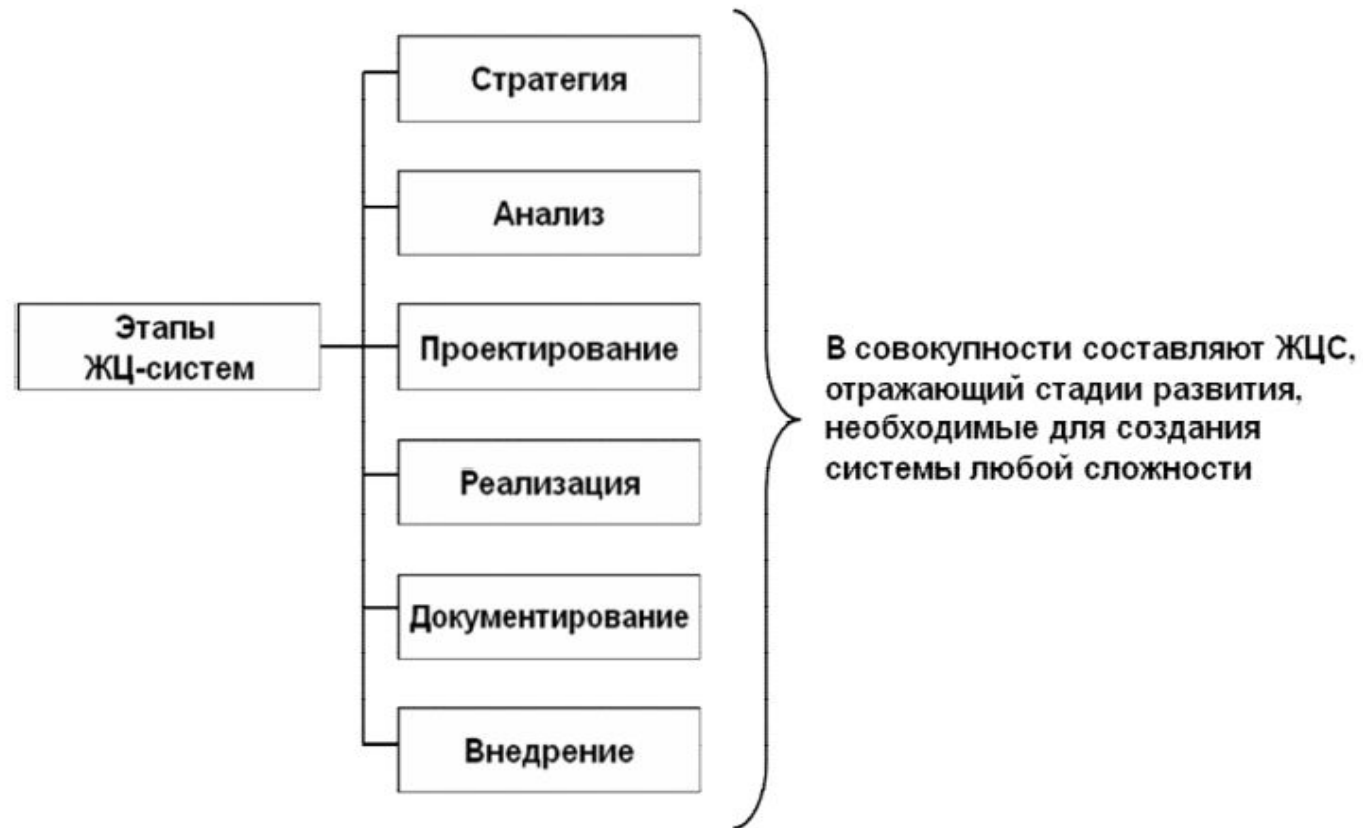 Стратегия
Анализ
Этапы
ЖЦ-систем
Проектирование
Реализация
Документирование
Внедрение
В совокупности составляют ЖЦС,
отражающий стадии развития,
необходимые для создания
системы любой сложности